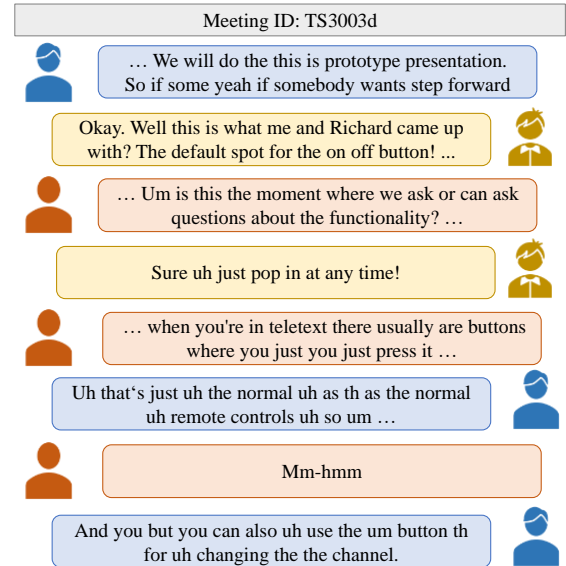 Meeting ID: TS3003d
… We will do the this is prototype presentation.
So if some yeah if somebody wants step forward
Okay. Well this is what me and Richard came up
with? The default spot for the on off button! ...
… Um is this the moment where we ask or can ask
questions about the functionality? …
Sure uh just pop in at any time!
… when you're in teletext there usually are buttons
where you just you just press it …
Uh that‘s just uh the normal uh as th as the normal
uh remote controls uh so um …
Mm-hmm
And you but you can also uh use the um button th
for uh changing the the channel.